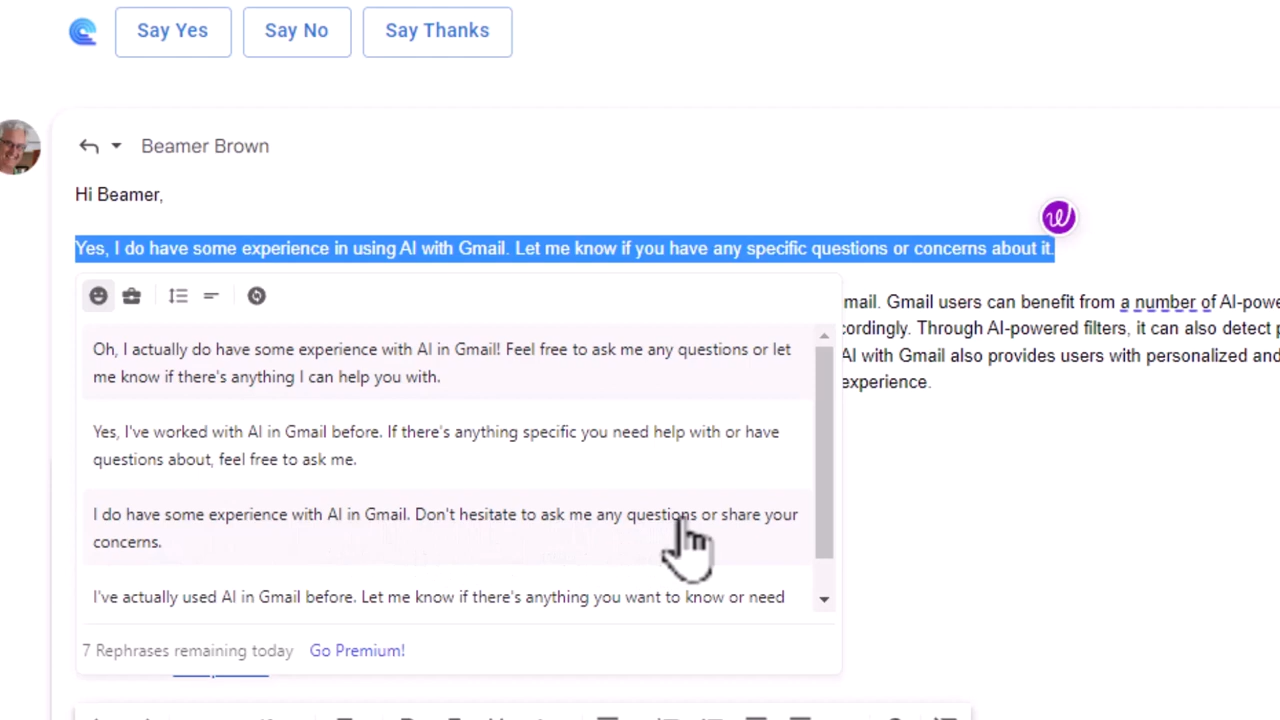 Say Yes Say No Say Thanks
Beamer Brown
Hi Beamer,
Yes, I do have some experience in using AI with Gmail. Let me know if you have any specific questions or concerns about it.
mail. Gmail users can benefit from a number of AI-powe
cordingly. Through AI-powered filters, it can also detect p
AI with Gmail also provides users with personalized and
experience.
Oh, I actually do have some experience with AI in Gmail! Feel free to ask me any questions or let
me know if there's anything I can help you with.
Yes, I've worked with AI in Gmail before. If there's anything specific you need help with or have
questions about, feel free to ask me.
I do have some experience with AI in Gmail. Don't hesitate to ask me any questions or share your
concerns.
I've actually used AI in Gmail before. Let me know if there's anything you want to know or need
7 Rephrases remaining today Go Premium!